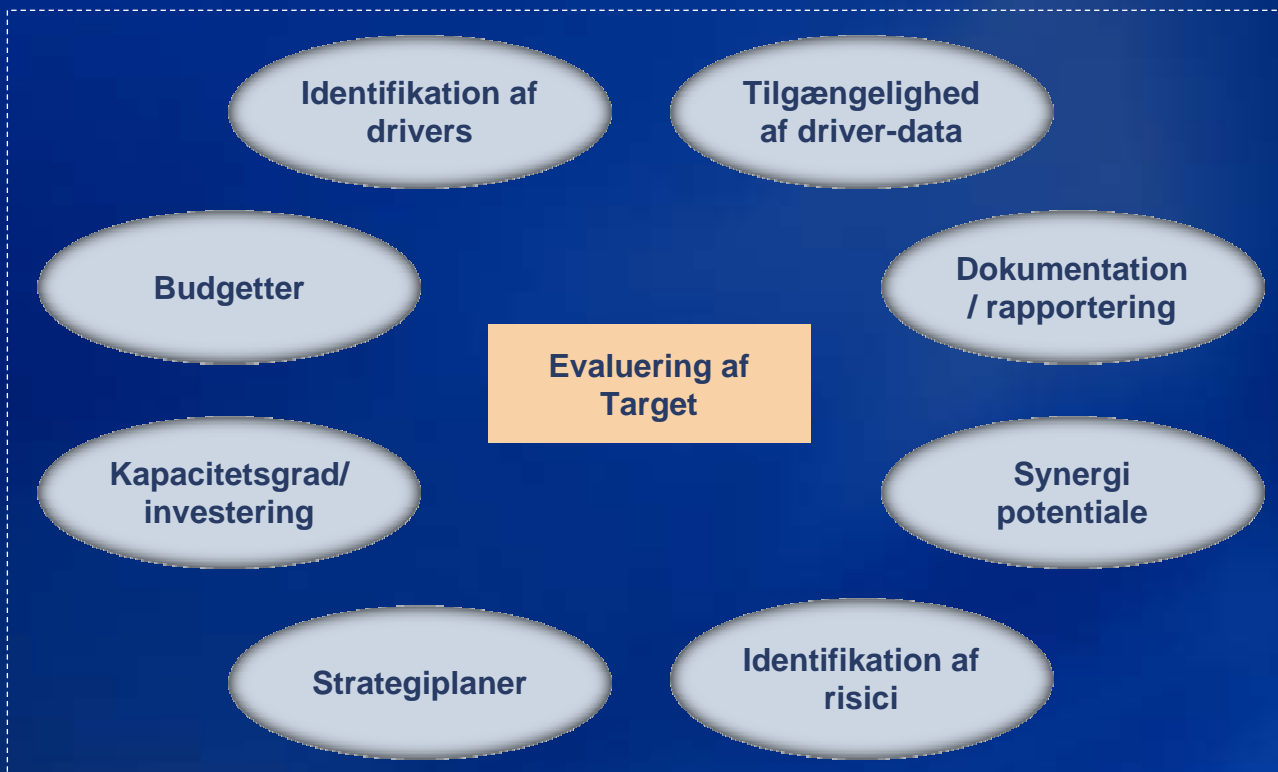 Identifikation af
drivers
Tilgængelighed
af driver-data
Budgetter
Dokumentation
/ rapportering
Evaluering af
Target
Kapacitetsgrad/
investering
Synergi
potentiale
Strategiplaner
Identifikation af
risici